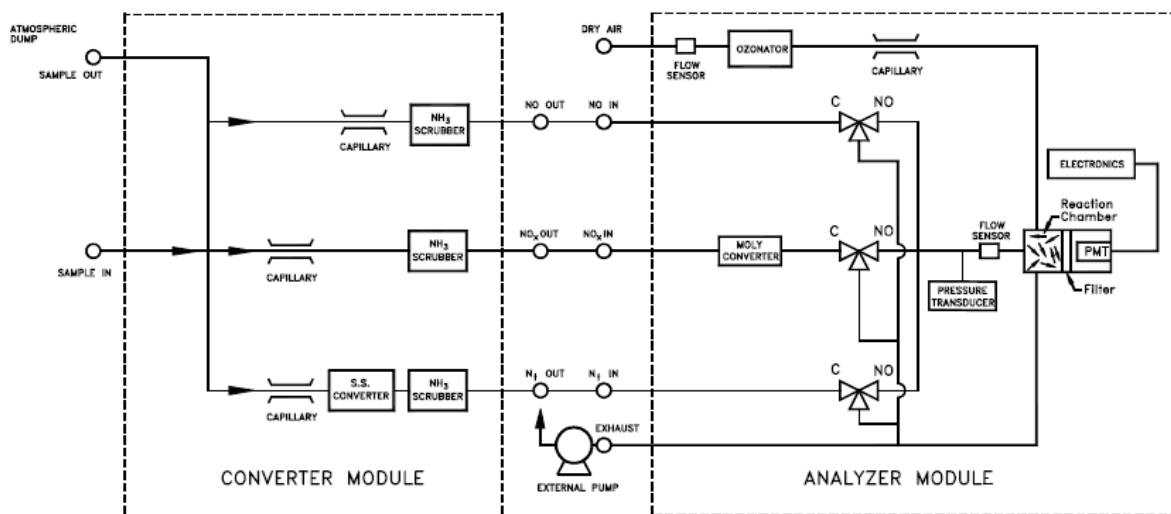 ATMOSPHERIC
DUMP
SAMPLE OUT
DRY AIR
FLOW
SENSOR
OZONATOR
CAPILLARY
CAPILLARY
NH3
SCRUBBER
NO OUT
NO IN
C
NO
ELECTRONICS
Reaction
Chamber
SAMPLE IN
CAPILLARY
NH3
SCRUBBER
NOX OUT
NOX IN
MOLY
CONVERTER
C
NO
FLOW
SENSOR
PMT
PRESSURE
TRANSDUCER
Filter
CAPILLARY
S.S.
CONVERTER
NH3
SCRUBBER
Nt OUT
Nt IN
C
NO
EXHAUST
EXTERNAL PUMP
CONVERTER MODULE
ANALYZER MODULE